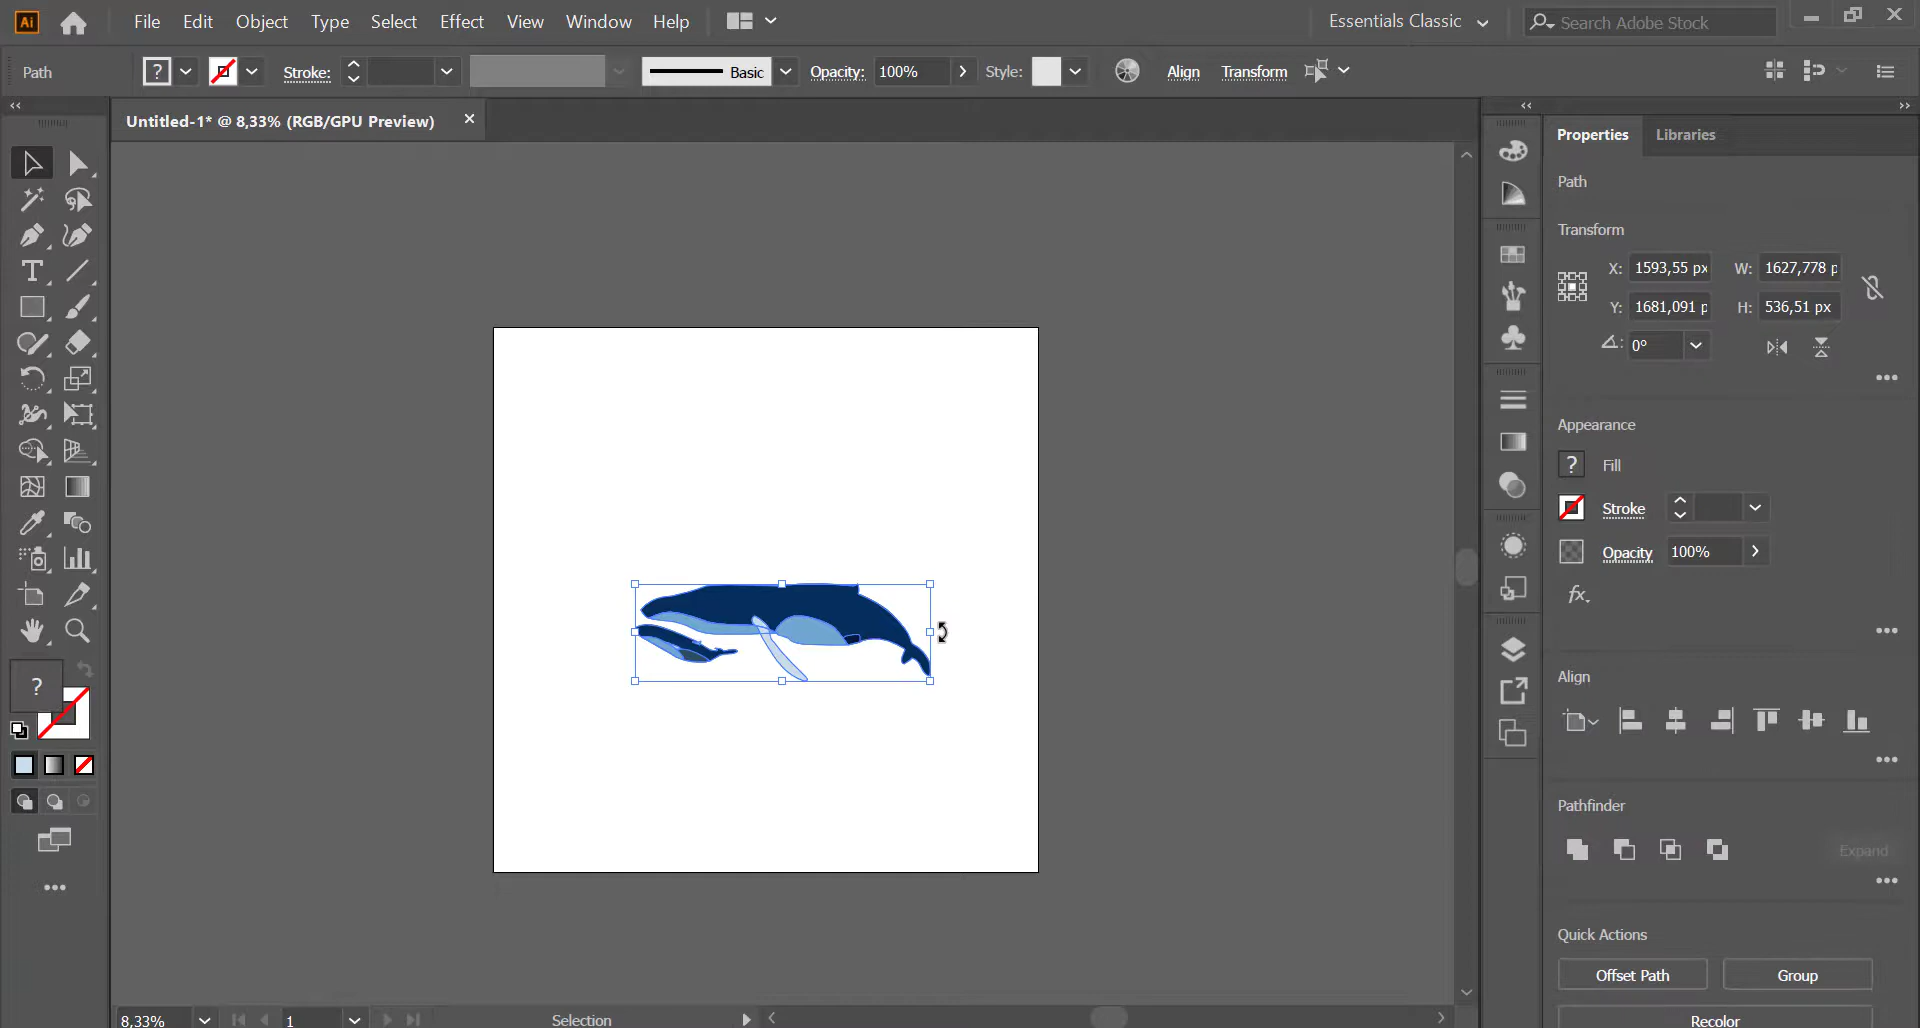 Ai File Edit Object Type Select Effect View Window Help Essentials Classic Search Adobe Stock
Path ? Stroke: Basic Opacity: 100% Style: Align Transform
Untitled-1* @ 8,33% (RGB/GPU Preview) ×
Properties Libraries
Path
Transform
X: 1593,55 px W: 1627,778 p
Y: 1681,091 p H: 536,51 px
0°
Appearance
? Fill
Stroke
Opacity 100%
fx.
Align
Pathfinder
Expand
Quick Actions
Offset Path Group
Recolor
?
8,33% 1 Selection